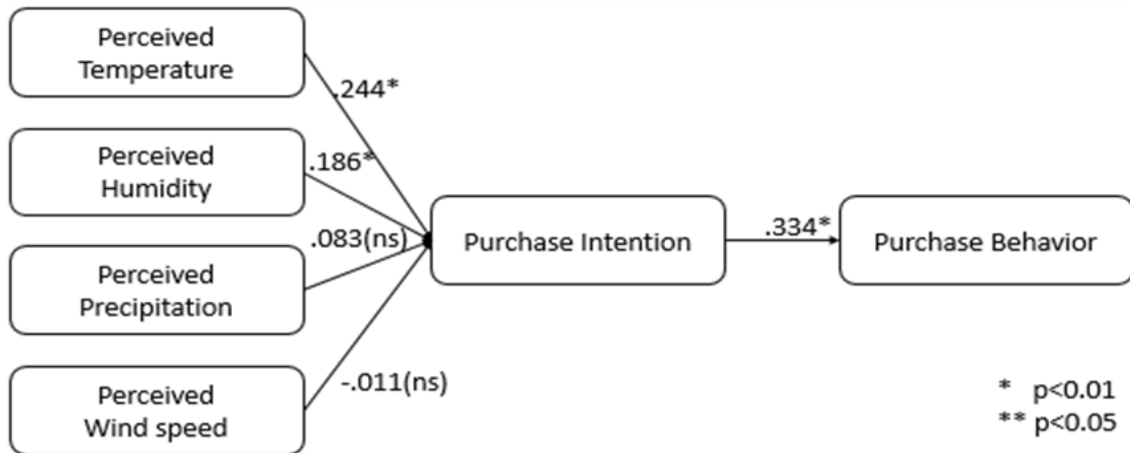 Perceived
Temperature
.244*
Perceived
Humidity
.186*
.083(ns)
Purchase Intention
.334*
Purchase Behavior
Perceived
Precipitation
-.011(ns)
Perceived
Wind speed
* p<0.01
** p<0.05